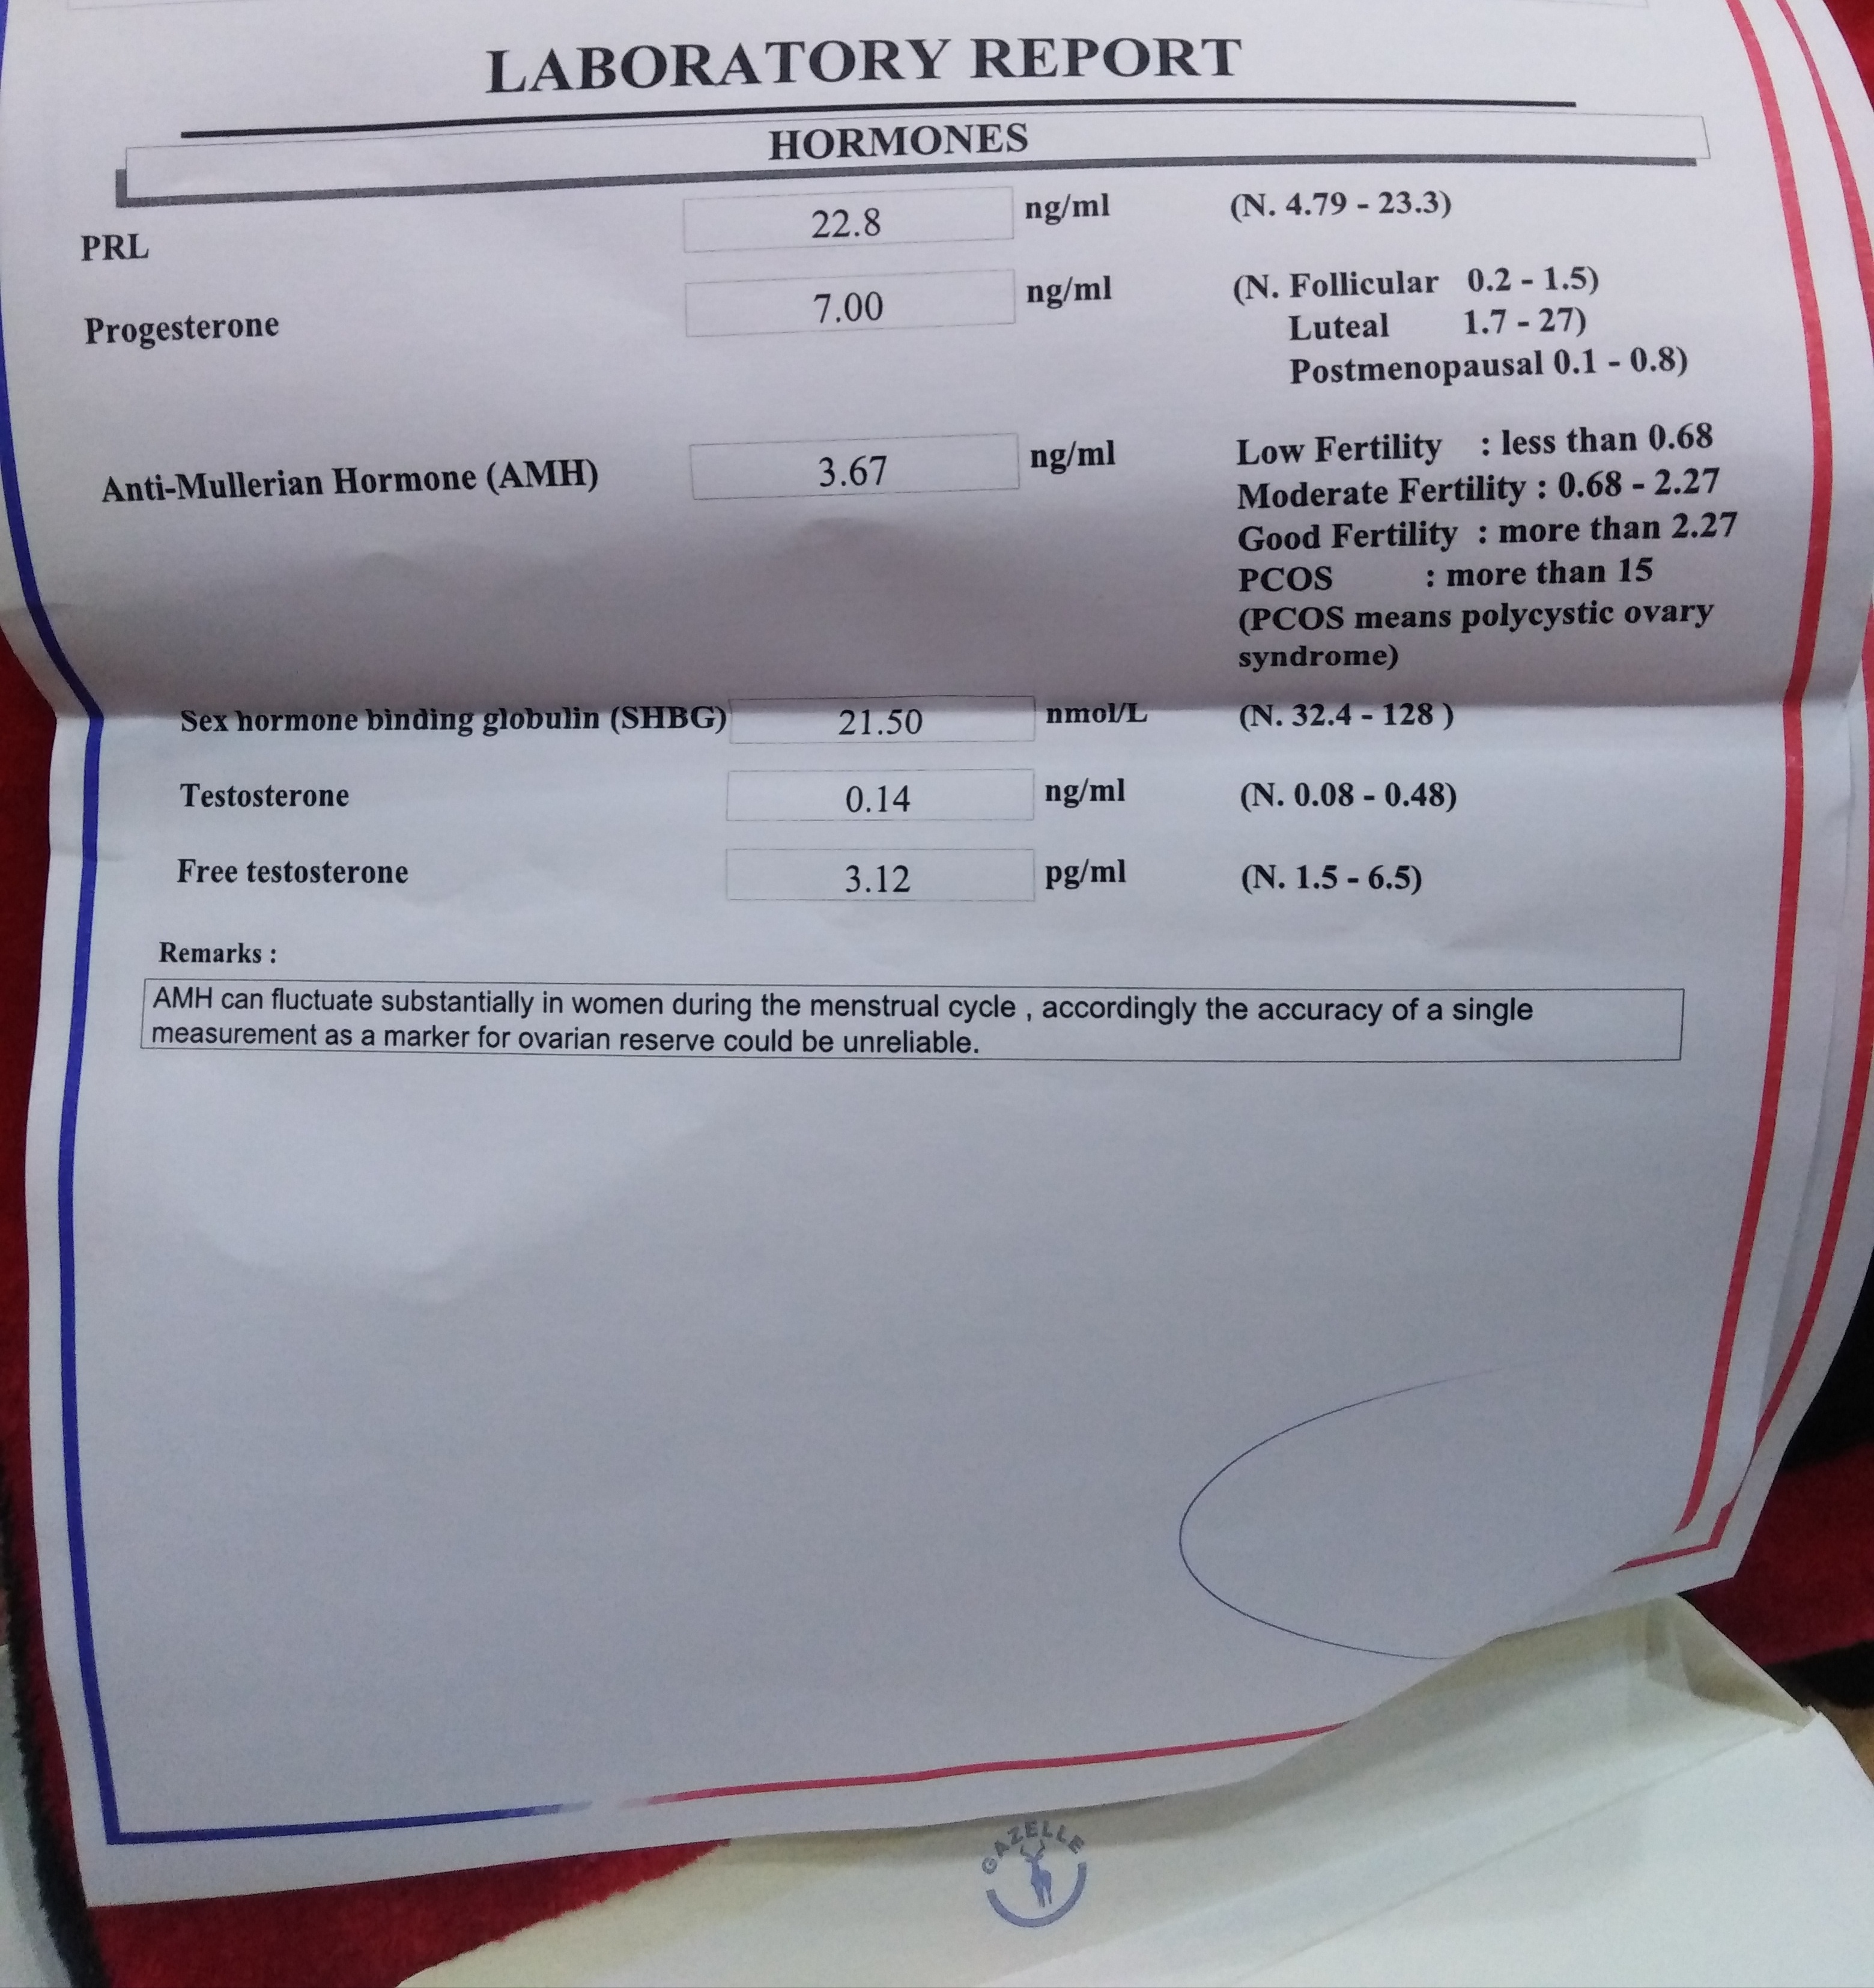 LABORATORY REPORT
HORMONES
PRL 22.8 ng/ml (N. 4.79 - 23.3)
Progesterone 7.00 ng/ml (N. Follicular 0.2 - 1.5)
Luteal 1.7 - 27)
Postmenopausal 0.1 - 0.8)
Anti-Mullerian Hormone (AMH) 3.67 ng/ml Low Fertility : less than 0.68
Moderate Fertility : 0.68 - 2.27
Good Fertility : more than 2.27
PCOS : more than 15
(PCOS means polycystic ovary
syndrome)
Sex hormone binding globulin (SHBG) 21.50 nmol/L (N. 32.4 - 128 )
Testosterone 0.14 ng/ml (N. 0.08 - 0.48)
Free testosterone 3.12 pg/ml (N. 1.5 - 6.5)
Remarks :
AMH can fluctuate substantially in women during the menstrual cycle , accordingly the accuracy of a single
measurement as a marker for ovarian reserve could be unreliable.
GAZELLE